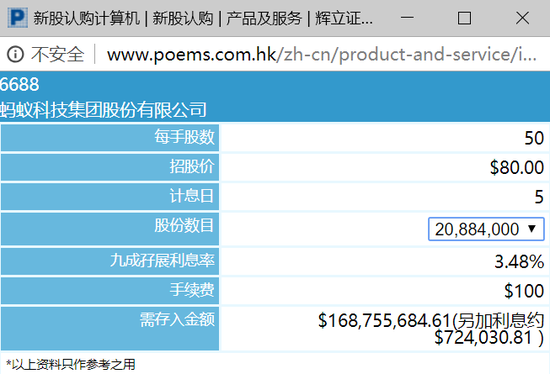 P 新股认购计算机 | 新股认购 | 产品及服务 | 辉立证...
不安全 www.poems.com.hk/zh-cn/product-and-service/i...
6688
蚂蚁科技集团股份有限公司
每手股数 50
招股价 $80.00
计息日 5
股份数目 20,884,000
九成孖展利息率 3.48%
手续费 $100
需存入金额 $168,755,684.61(另加利息约
$724,030.81 )
*以上资料只作参考之用